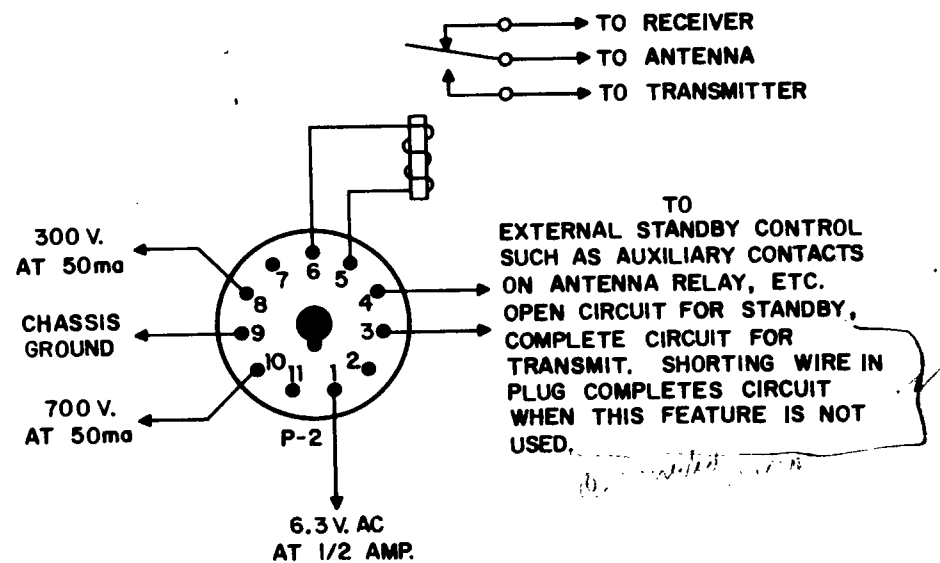 TO RECEIVER
TO ANTENNA
TO TRANSMITTER
TO
EXTERNAL STANDBY CONTROL
SUCH AS AUXILIARY CONTACTS
ON ANTENNA RELAY, ETC.
OPEN CIRCUIT FOR STANDBY,
COMPLETE CIRCUIT FOR
TRANSMIT. SHORTING WIRE IN
PLUG COMPLETES CIRCUIT
WHEN THIS FEATURE IS NOT
USED.
300 V.
AT 50ma
CHASSIS
GROUND
700 V.
AT 50ma
6
7
5
8
4
9
3
10
11
1
2
P-2
6.3 V. AC
AT 1/2 AMP.